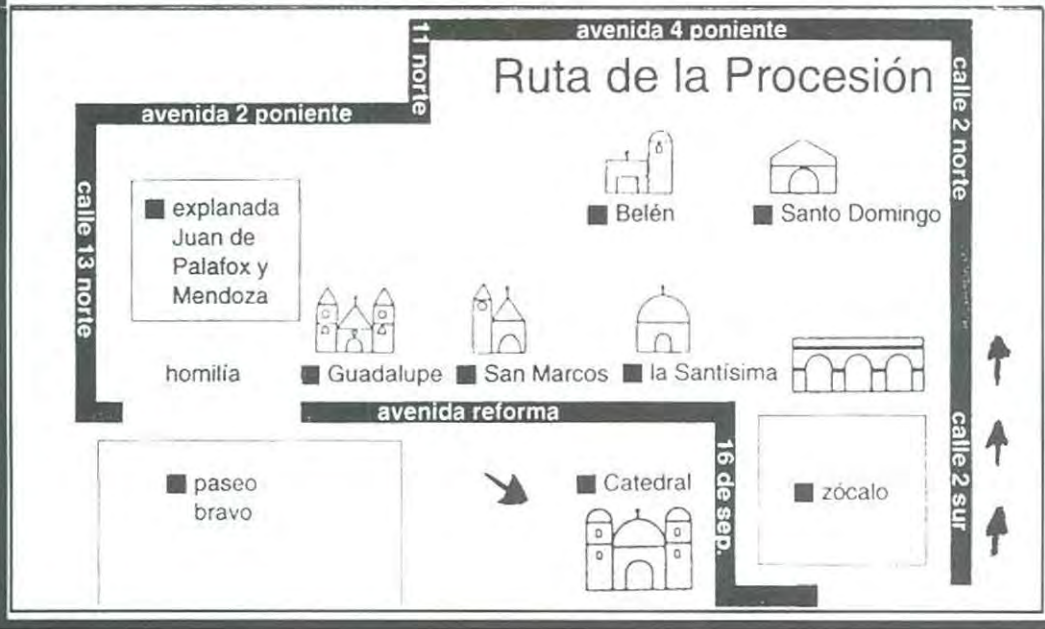 avenida 4 poniente
11 norte
Ruta de la Procesión
calle 2 norte
avenida 2 poniente
calle 13 norte
■ explanada
Juan de
Palafox y
Mendoza
■ Belén
■ Santo Domingo
homilía
■ Guadalupe
■ San Marcos
■ la Santísima
avenida reforma
16 de sep.
calle 2 sur
■ paseo
bravo
■ Catedral
■ zócalo